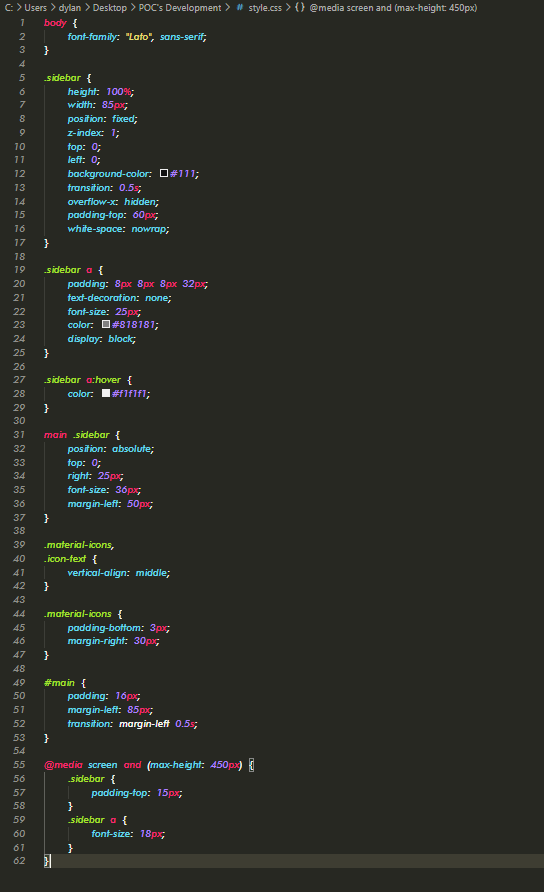 C: > Users > dylan > Desktop > POC's Development > # style.css > {} @media screen and (max-height: 450px)
1 body {
2 font-family: "Lato", sans-serif;
3 }
4
5 .sidebar {
6 height: 100%;
7 width: 85px;
8 position: fixed;
9 z-index: 1;
10 top: 0;
11 left: 0;
12 background-color: #111;
13 transition: 0.5s;
14 overflow-x: hidden;
15 padding-top: 60px;
16 white-space: nowrap;
17 }
18
19 .sidebar a {
20 padding: 8px 8px 8px 32px;
21 text-decoration: none;
22 font-size: 25px;
23 color: #818181;
24 display: block;
25 }
26
27 .sidebar a:hover {
28 color: #f1f1f1;
29 }
30
31 main .sidebar {
32 position: absolute;
33 top: 0;
34 right: 25px;
35 font-size: 36px;
36 margin-left: 50px;
37 }
38
39 .material-icons,
40 .icon-text {
41 vertical-align: middle;
42 }
43
44 .material-icons {
45 padding-bottom: 3px;
46 margin-right: 30px;
47 }
48
49 #main {
50 padding: 16px;
51 margin-left: 85px;
52 transition: margin-left 0.5s;
53 }
54
55 @media screen and (max-height: 450px) {
56 .sidebar {
57 padding-top: 15px;
58 }
59 .sidebar a {
60 font-size: 18px;
61 }
62 }